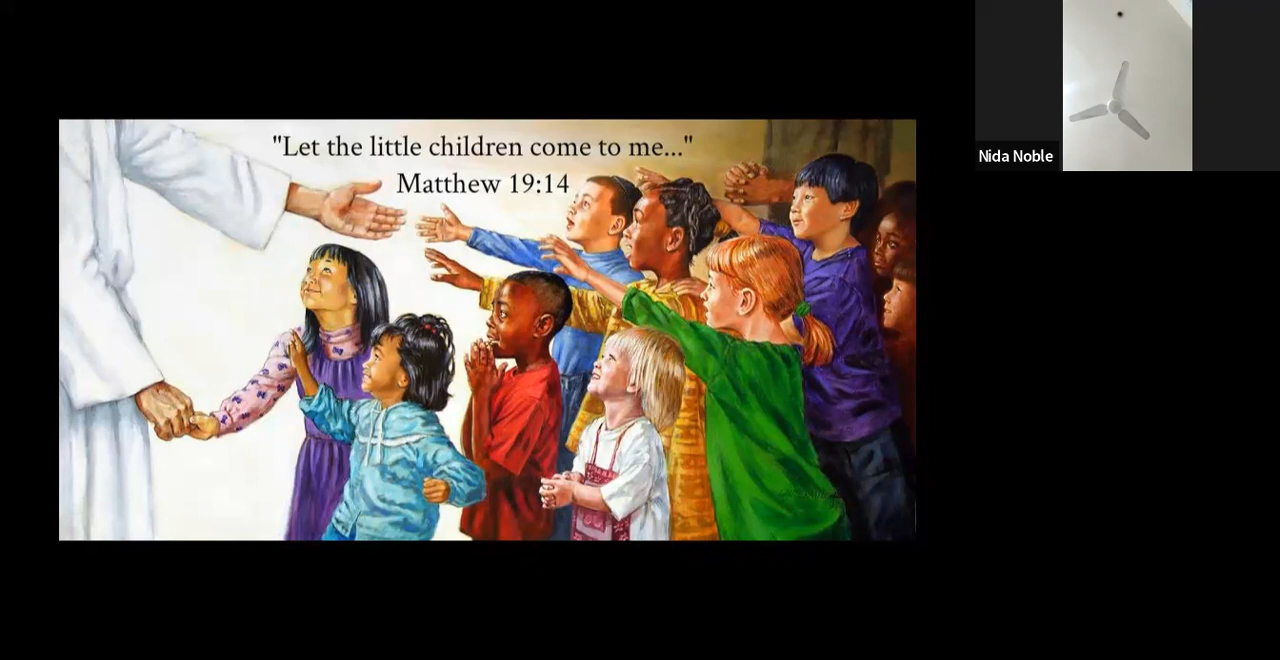 "Let the little children come to me..."
Matthew 19:14
Nida Noble